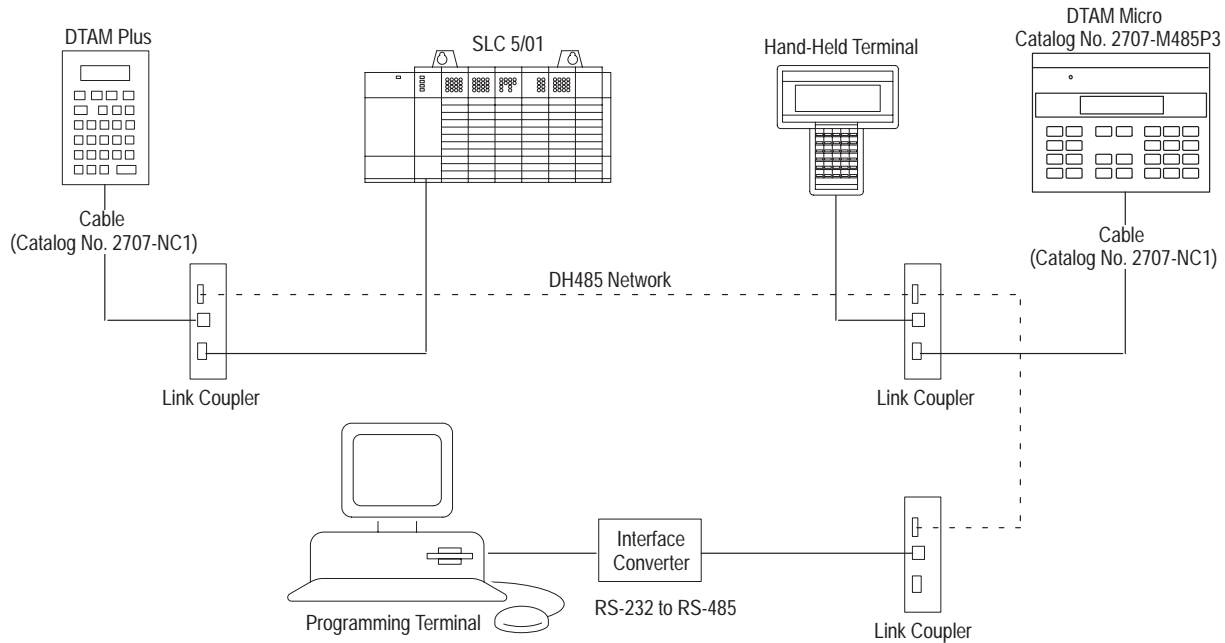 DTAM Plus
SLC 5/01
Hand-Held Terminal
DTAM Micro
Catalog No. 2707-M485P3
Cable
(Catalog No. 2707-NC1)
Cable
(Catalog No. 2707-NC1)
DH485 Network
Link Coupler
Link Coupler
Interface
Converter
RS-232 to RS-485
Programming Terminal
Link Coupler